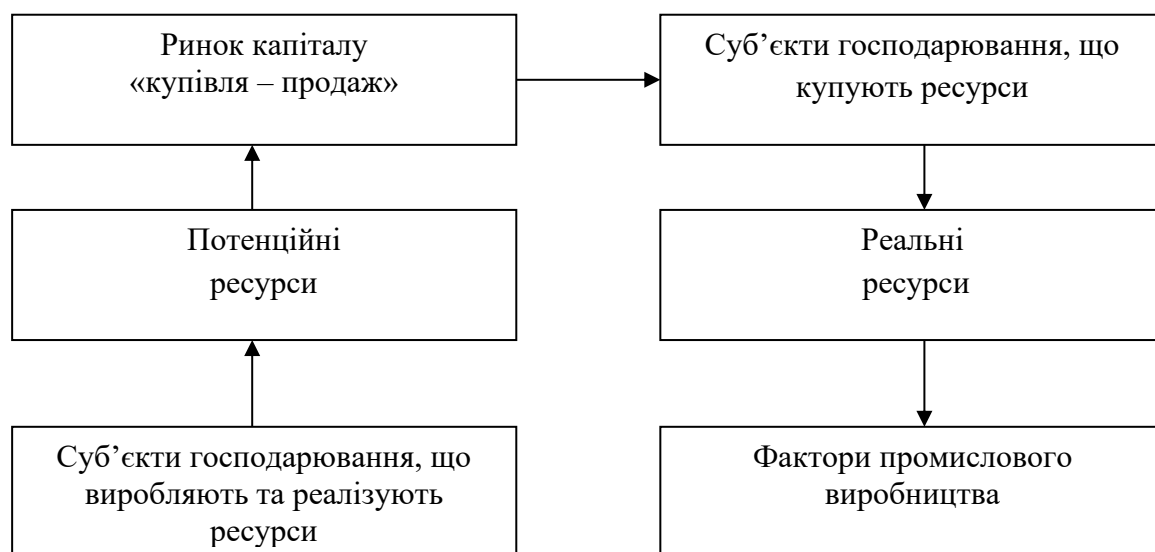 Ринок капіталу
«купівля – продаж»
Суб’єкти господарювання, що
купують ресурси
Потенційні
ресурси
Реальні
ресурси
Суб’єкти господарювання, що
виробляють та реалізують
ресурси
Фактори промислового
виробництва